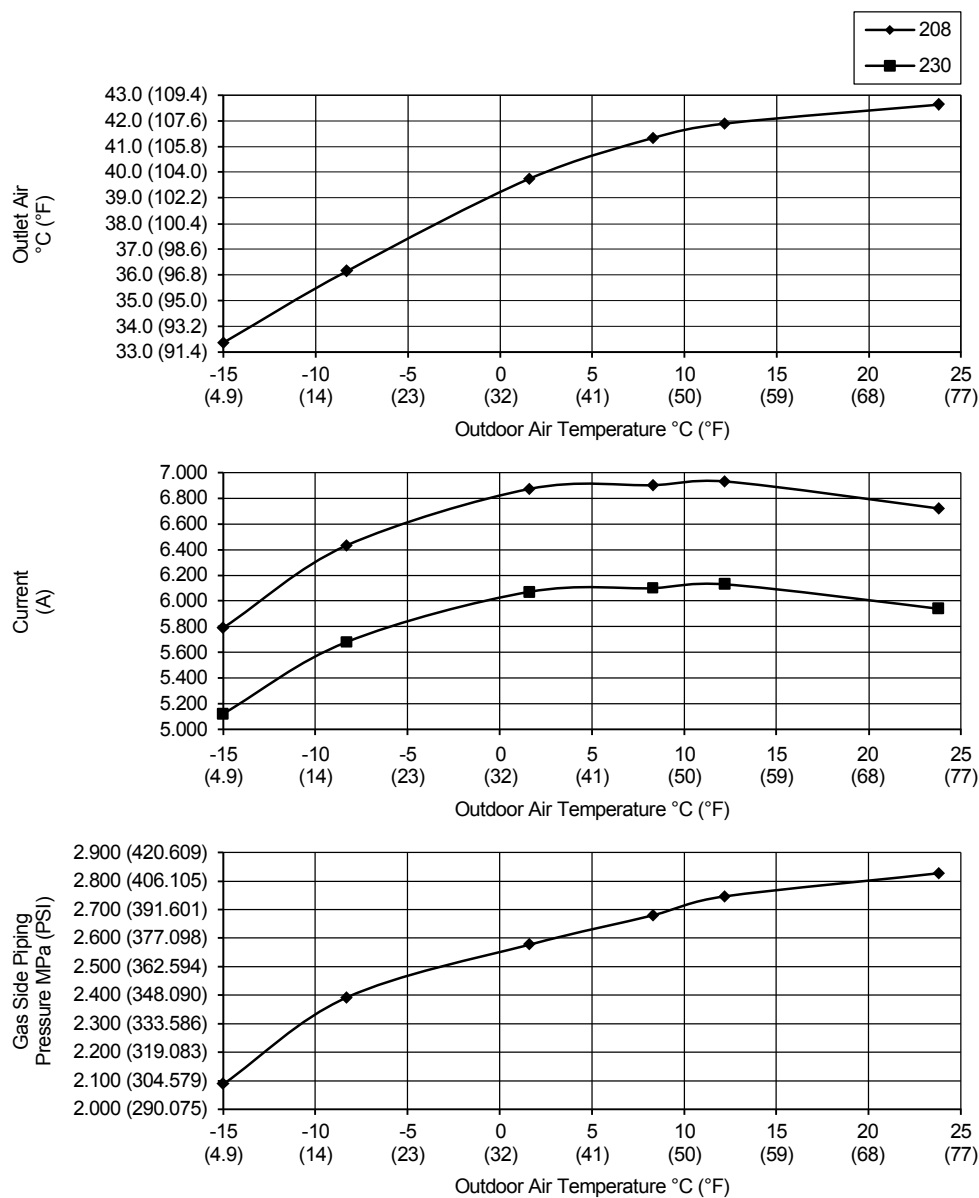 208
230
Outlet Air
°C (°F)
43.0 (109.4)
42.0 (107.6)
41.0 (105.8)
40.0 (104.0)
39.0 (102.2)
38.0 (100.4)
37.0 (98.6)
36.0 (96.8)
35.0 (95.0)
34.0 (93.2)
33.0 (91.4)
-15 -10 -5 0 5 10 15 20 25
(4.9) (14) (23) (32) (41) (50) (59) (68) (77)
Outdoor Air Temperature °C (°F)
Current
(A)
7.000
6.800
6.600
6.400
6.200
6.000
5.800
5.600
5.400
5.200
5.000
-15 -10 -5 0 5 10 15 20 25
(4.9) (14) (23) (32) (41) (50) (59) (68) (77)
Outdoor Air Temperature °C (°F)
Gas Side Piping
Pressure MPa (PSI)
2.900 (420.609)
2.800 (406.105)
2.700 (391.601)
2.600 (377.098)
2.500 (362.594)
2.400 (348.090)
2.300 (333.586)
2.200 (319.083)
2.100 (304.579)
2.000 (290.075)
-15 -10 -5 0 5 10 15 20 25
(4.9) (14) (23) (32) (41) (50) (59) (68) (77)
Outdoor Air Temperature °C (°F)